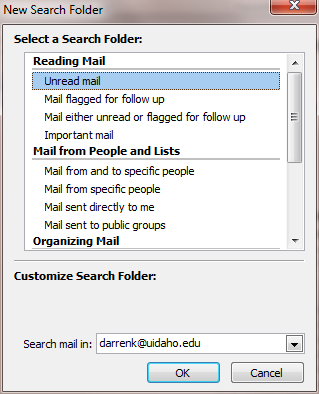 New Search Folder
Select a Search Folder:
Reading Mail
Unread mail
Mail flagged for follow up
Mail either unread or flagged for follow up
Important mail
Mail from People and Lists
Mail from and to specific people
Mail from specific people
Mail sent directly to me
Mail sent to public groups
Organizing Mail
Customize Search Folder:
Search mail in: darrenk@uidaho.edu
OK Cancel